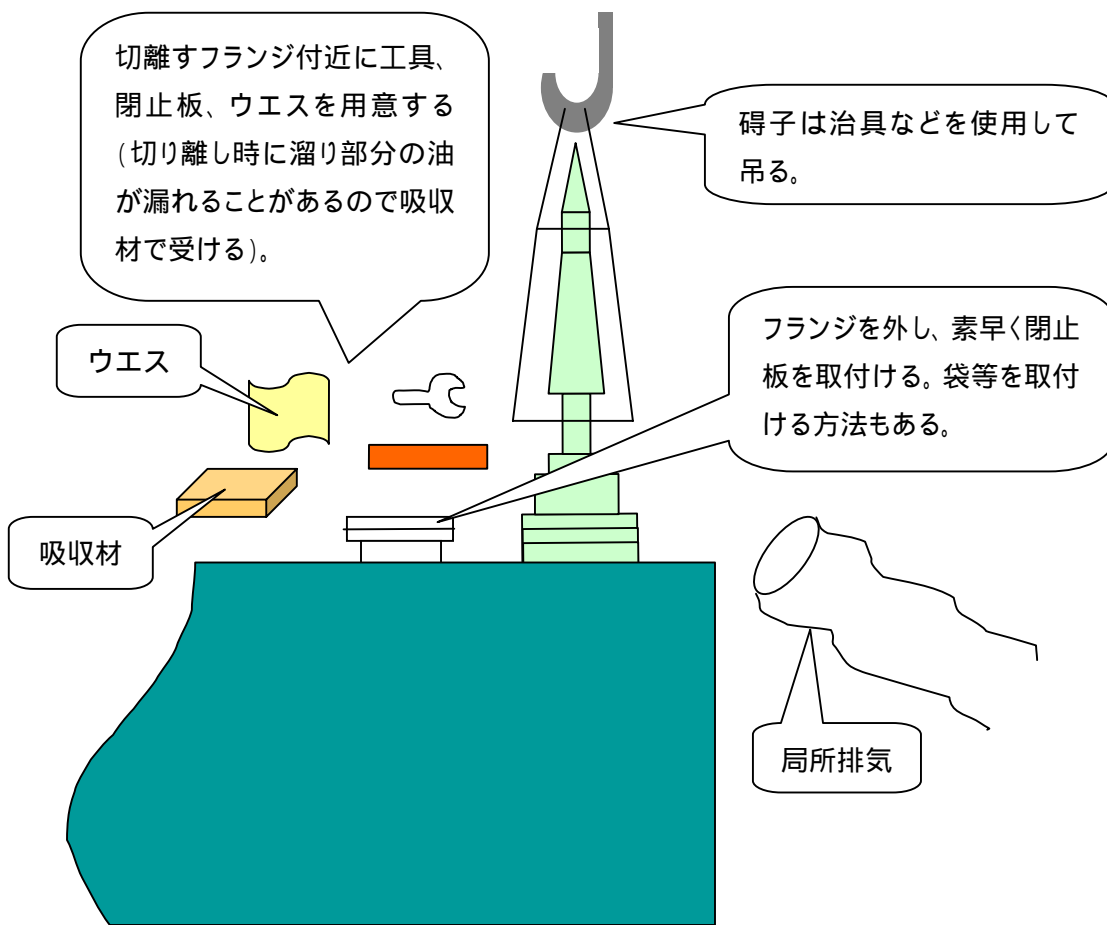 切離すフランジ付近に工具、
閉止板、ウエスを用意する
(切り離し時に溜り部分の油
が漏れることがあるので吸収
材で受ける)。
碍子は治具などを使用して
吊る。
フランジを外し、素早く閉止
板を取付ける。袋等を取付
ける方法もある。
ウエス
吸収材
局所排気